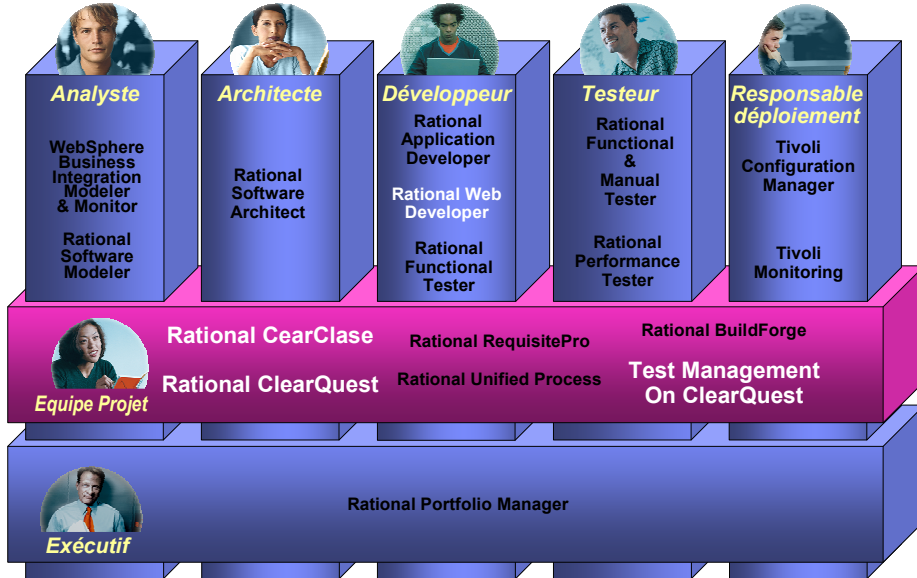 Analyste
WebSphere
Business
Integration
Modeler
& Monitor
Rational
Software
Modeler
Architecte
Rational
Software
Architect
Développeur
Rational
Application
Developer
Rational Web
Developer
Rational
Functional
Tester
Testeur
Rational
Functional
&
Manual
Tester
Rational
Performance
Tester
Responsable
déploiement
Tivoli
Configuration
Manager
Tivoli
Monitoring
Equipe Projet
Rational CearClase
Rational ClearQuest
Rational RequisitePro
Rational Unified Process
Rational BuildForge
Test Management
On ClearQuest
Exécutif
Rational Portfolio Manager